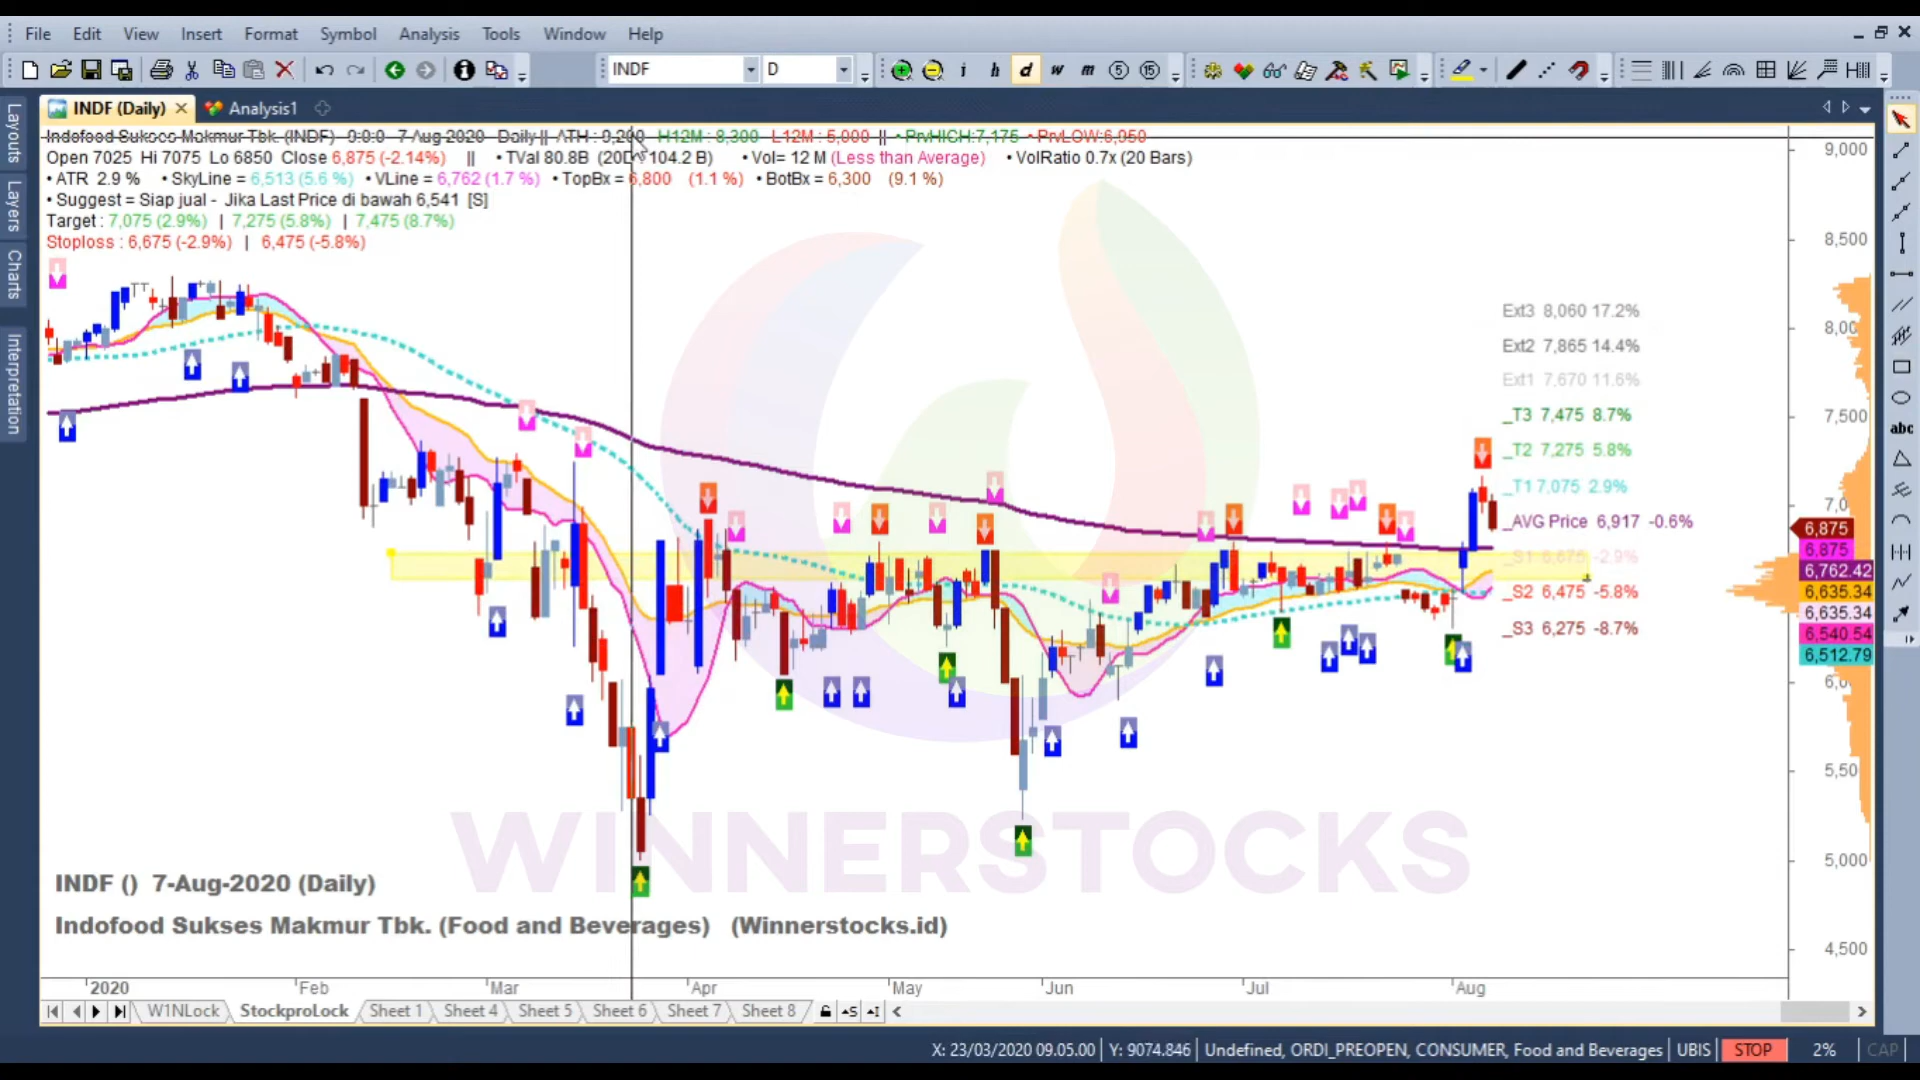 File Edit View Insert Format Symbol Analysis Tools Window Help
INDF D i h d w m 5 15
INDF (Daily) Analysis1
Layouts
Layers
Charts
Interpretation
Indofood Sukses Makmur Tbk. (INDF) 0:0:0 7 Aug 2020 Daily || ATH : 9,200 H12M : 8,300 L12M : 5,000 || • PrvHIGH:7,175 • PrvLOW:6,950
Open 7025 Hi 7075 Lo 6850 Close 6,875 (-2.14%) || • TVal 80.8B (20D 104.2 B) • Vol= 12 M (Less than Average) • VolRatio 0.7x (20 Bars)
• ATR 2.9 % • SkyLine = 6,513 (5.6 %) • VLine = 6,762 (1.7 %) • TopBx = 6,800 (1.1 %) • BotBx = 6,300 (9.1 %)
• Suggest = Siap jual - Jika Last Price di bawah 6,541 [S]
Target : 7,075 (2.9%) | 7,275 (5.8%) | 7,475 (8.7%)
Stoploss : 6,675 (-2.9%) | 6,475 (-5.8%)
Ext3 8,060 17.2%
Ext2 7,865 14.4%
Ext1 7,670 11.6%
_T3 7,475 8.7%
_T2 7,275 5.8%
_T1 7,075 2.9%
_AVG Price 6,917 -0.6%
_S1 6,675 -2.9%
_S2 6,475 -5.8%
_S3 6,275 -8.7%
9,000
8,500
7,500
6,875
6,875
6,762.42
6,635.34
6,635.34
6,540.54
6,512.79
5,000
4,500
abc
WINNERSTOCKS
INDF () 7-Aug-2020 (Daily)
Indofood Sukses Makmur Tbk. (Food and Beverages) (Winnerstocks.id)
2020 Feb Mar Apr May Jun Jul Aug
W1NLock StockproLock Sheet 1 Sheet 4 Sheet 5 Sheet 6 Sheet 7 Sheet 8
X: 23/03/2020 09.05.00 Y: 9074.846 Undefined, ORDI_PREOPEN, CONSUMER, Food and Beverages UBIS STOP 2% CAP